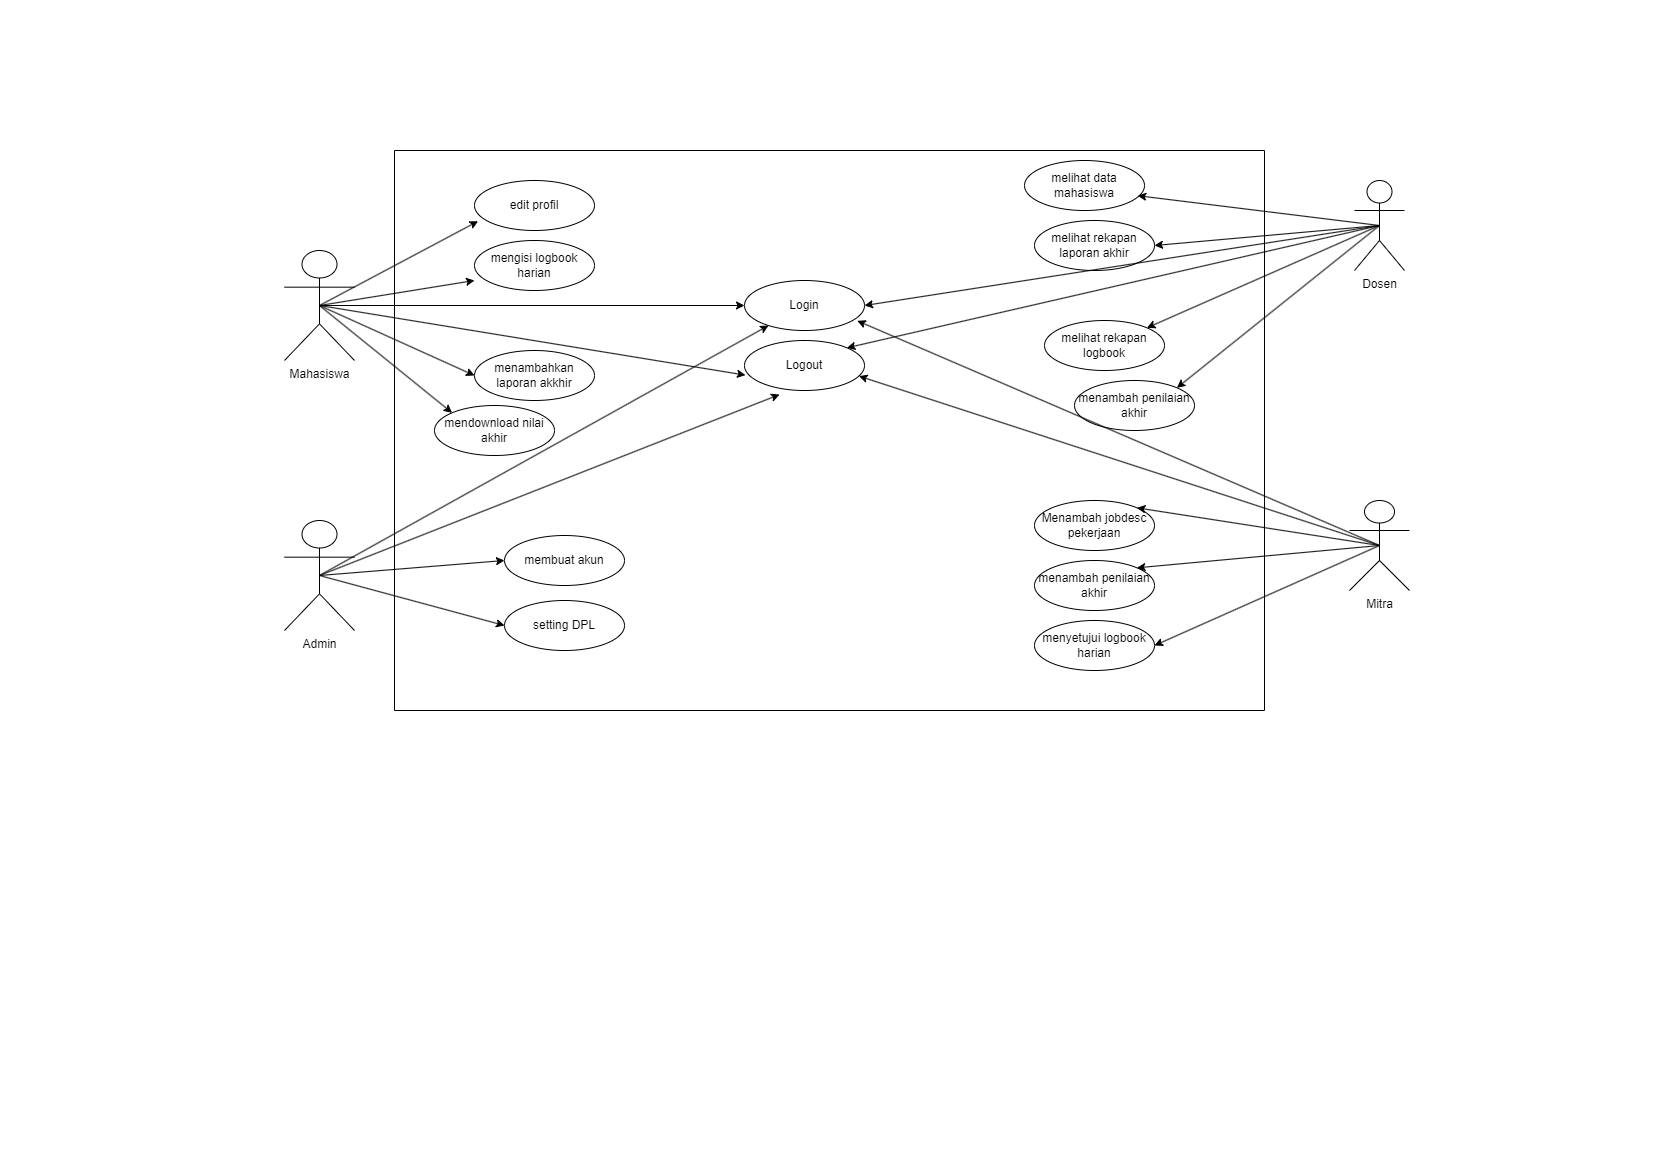 edit profil
mengisi logbook
harian
Mahasiswa
menambahkan
laporan akkhir
mendownload nilai
akhir
Login
Logout
melihat data
mahasiswa
melihat rekapan
laporan akhir
Dosen
melihat rekapan
logbook
menambah penilaian
akhir
Admin
membuat akun
setting DPL
Menambah jobdesc
pekerjaan
menambah penilaian
akhir
menyetujui logbook
harian
Mitra